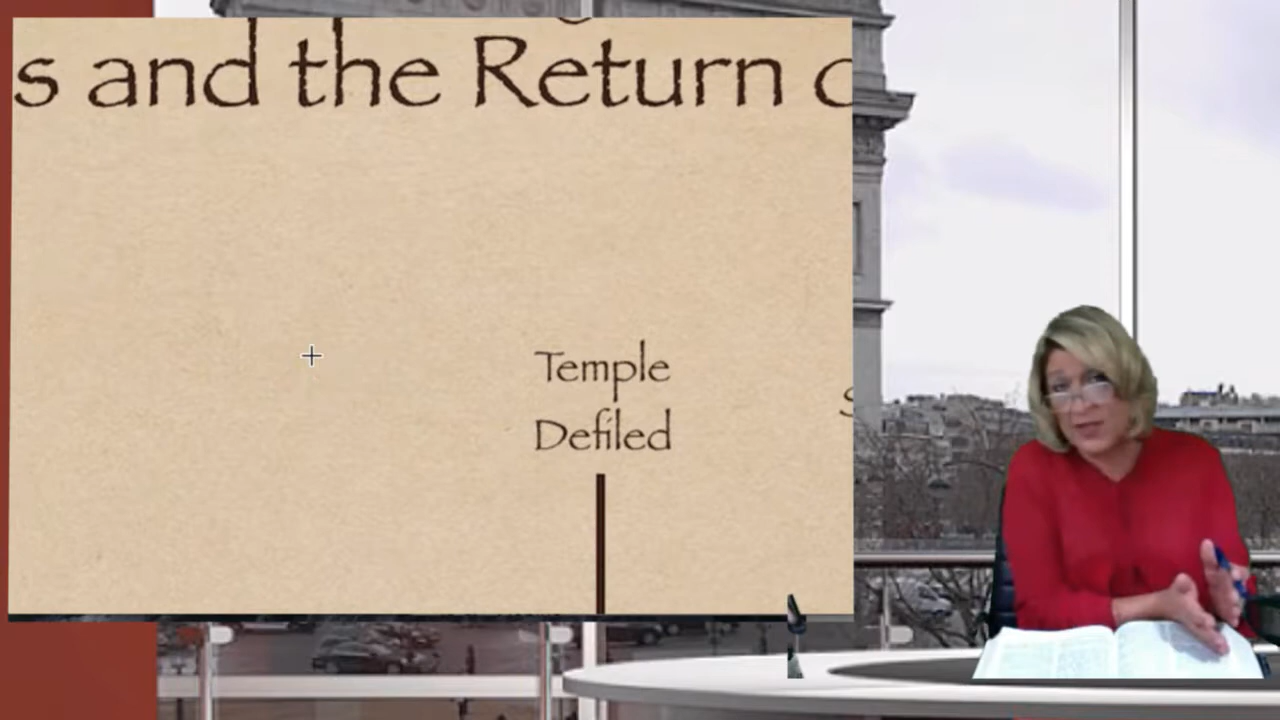 s and the Return
Temple
Defiled